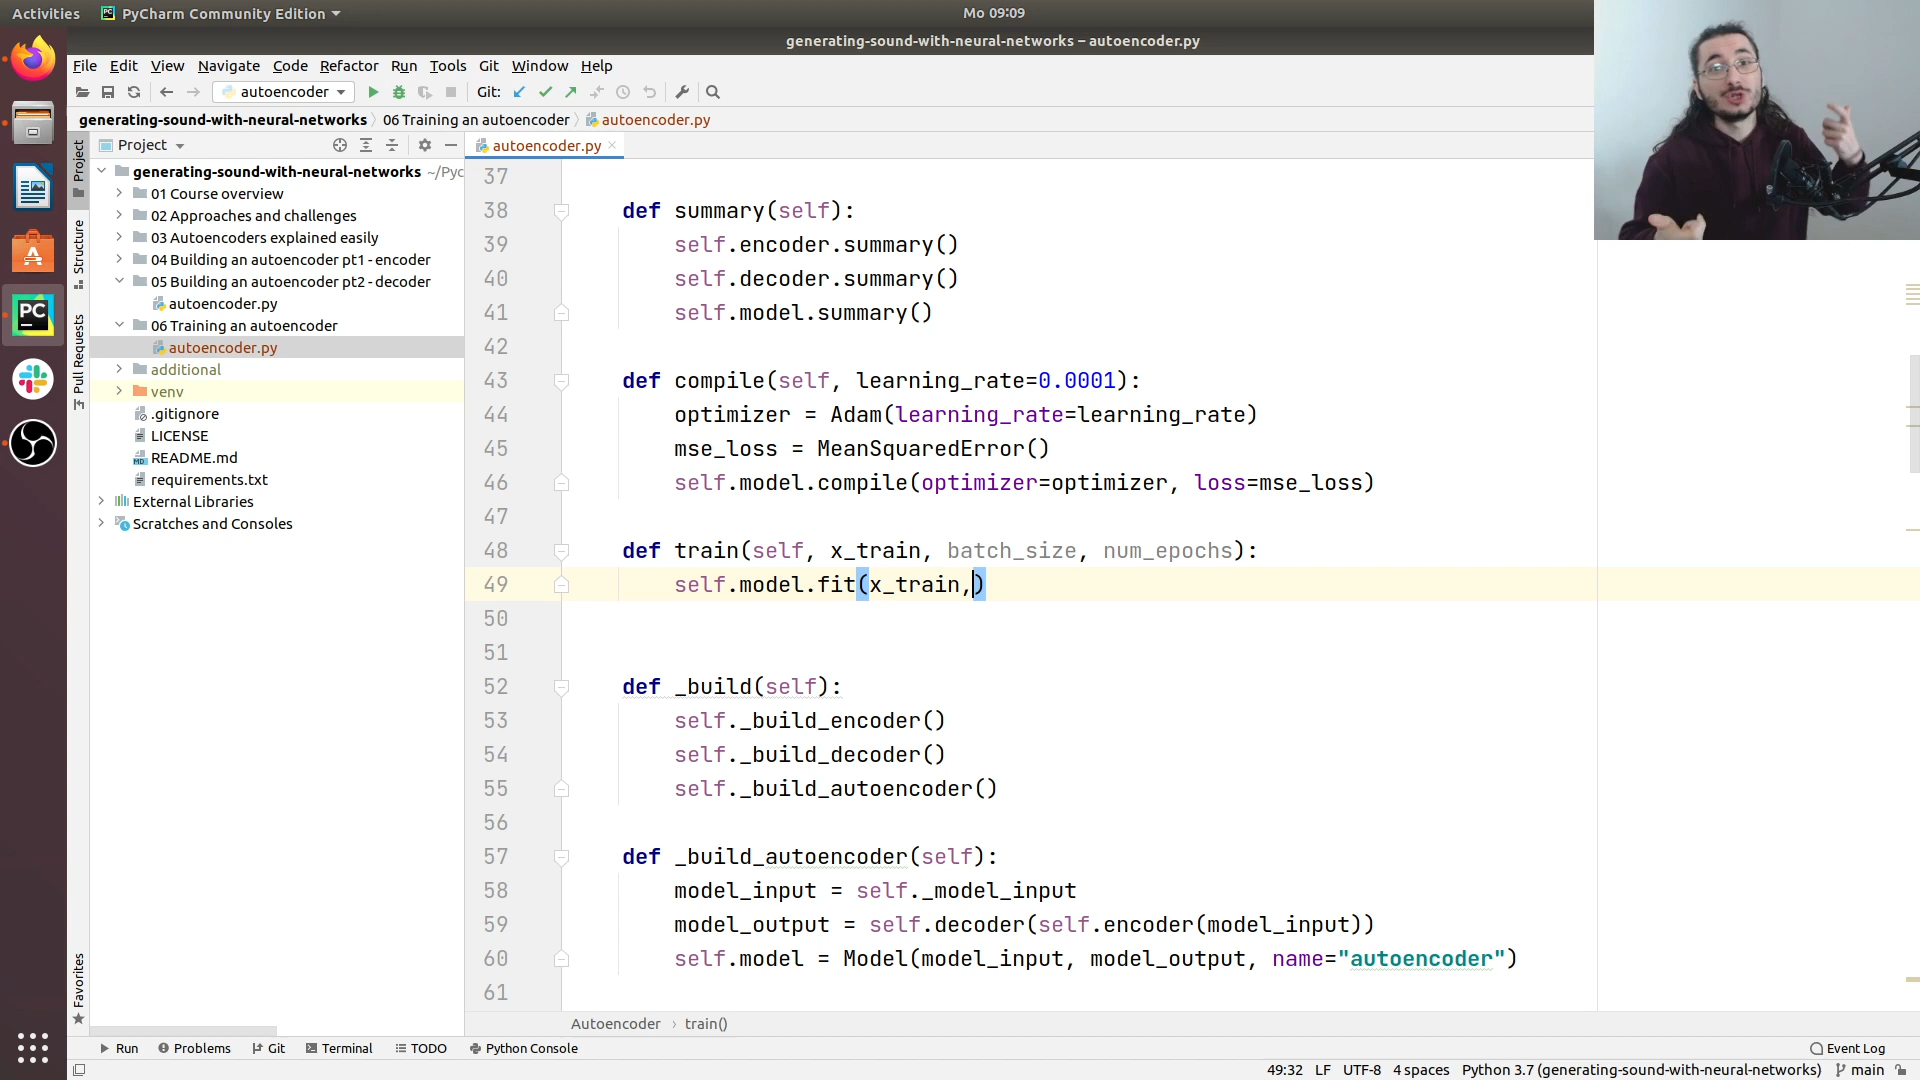 Activities PyCharm Community Edition Mo 09:09
generating-sound-with-neural-networks – autoencoder.py
File Edit View Navigate Code Refactor Run Tools Git Window Help
autoencoder Git:
generating-sound-with-neural-networks 06 Training an autoencoder autoencoder.py
Project
autoencoder.py
generating-sound-with-neural-networks ~/Pyc
01 Course overview
02 Approaches and challenges
03 Autoencoders explained easily
04 Building an autoencoder pt1 - encoder
05 Building an autoencoder pt2 - decoder
autoencoder.py
06 Training an autoencoder
autoencoder.py
additional
venv
.gitignore
LICENSE
README.md
requirements.txt
External Libraries
Scratches and Consoles
Project
Structure
Pull Requests
Favorites
37
38 def summary(self):
39 self.encoder.summary()
40 self.decoder.summary()
41 self.model.summary()
42
43 def compile(self, learning_rate=0.0001):
44 optimizer = Adam(learning_rate=learning_rate)
45 mse_loss = MeanSquaredError()
46 self.model.compile(optimizer=optimizer, loss=mse_loss)
47
48 def train(self, x_train, batch_size, num_epochs):
49 self.model.fit(x_train,)
50
51
52 def _build(self):
53 self._build_encoder()
54 self._build_decoder()
55 self._build_autoencoder()
56
57 def _build_autoencoder(self):
58 model_input = self._model_input
59 model_output = self.decoder(self.encoder(model_input))
60 self.model = Model(model_input, model_output, name="autoencoder")
61
Autoencoder › train()
Run Problems Git Terminal TODO Python Console Event Log
49:32 LF UTF-8 4 spaces Python 3.7 (generating-sound-with-neural-networks) main